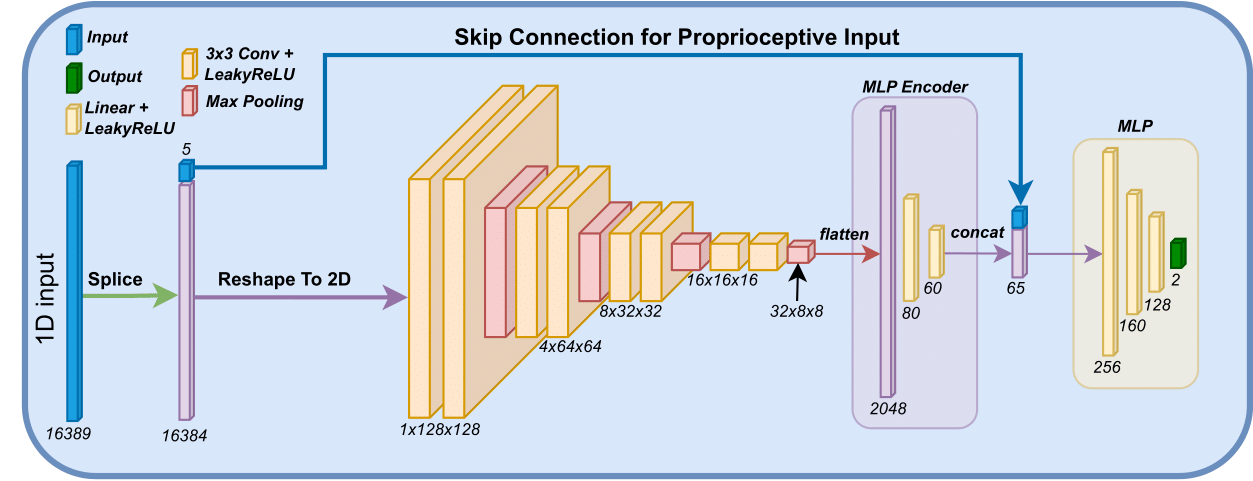 Skip Connection for Proprioceptive Input
Input
Output
Linear +
LeakyReLU
3x3 Conv +
LeakyReLU
Max Pooling
1D input
16389
Splice
5
16384
Reshape To 2D
1x128x128
4x64x64
8x32x32
16x16x16
32x8x8
flatten
MLP Encoder
2048
80
60
concat
65
MLP
256
160
128
2